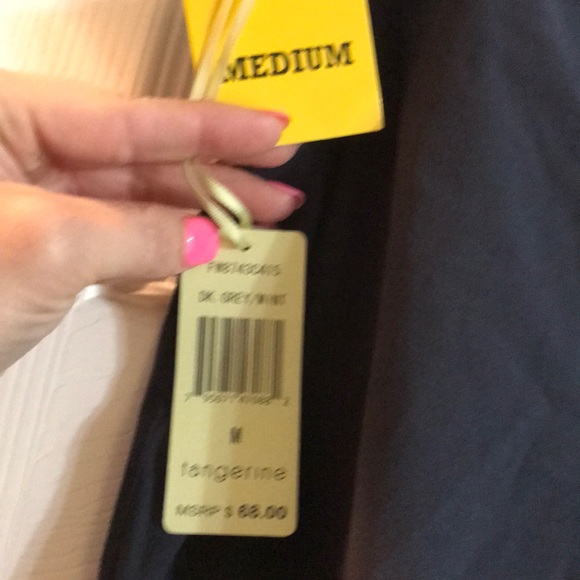 MEDIUM
DK. GREY/MINT
M
tangerine
MSRP $ 68.00